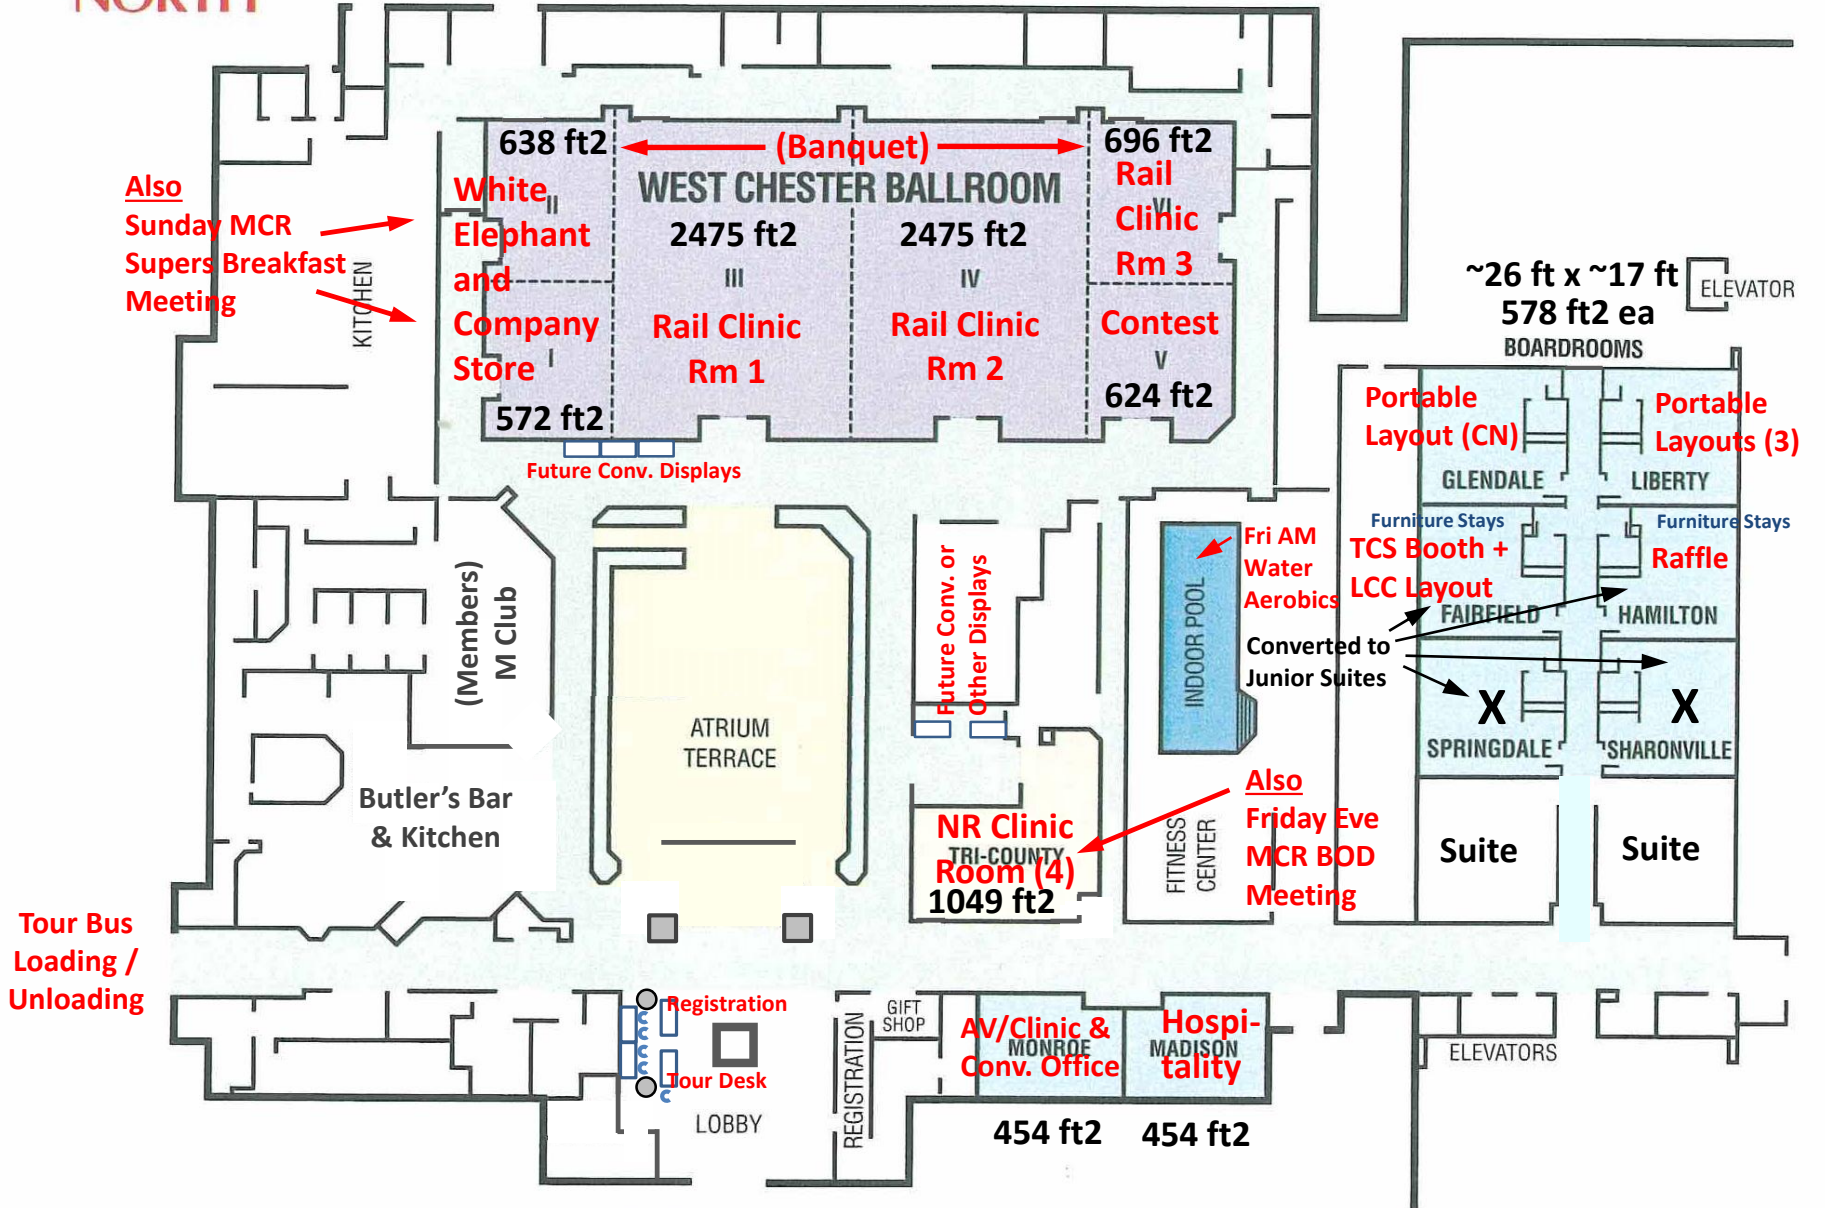 NORTH
638 ft2
(Banquet)
696 ft2
WEST CHESTER BALLROOM
Also
Sunday MCR
Supers Breakfast
Meeting
KITCHEN
White
Elephant
and
Company
Store
II
I
572 ft2
2475 ft2
III
Rail Clinic
Rm 1
2475 ft2
IV
Rail Clinic
Rm 2
Rail
Clinic
Rm 3
VI
Contest
V
624 ft2
Future Conv. Displays
~26 ft x ~17 ft
578 ft2 ea
BOARDROOMS
ELEVATOR
Portable
Layout (CN)
GLENDALE
Portable
Layouts (3)
LIBERTY
Furniture Stays
TCS Booth +
LCC Layout
FAIRFIELD
Furniture Stays
Raffle
HAMILTON
Converted to
Junior Suites
X
SPRINGDALE
X
SHARONVILLE
Suite
Suite
(Members)
M Club
Butler's Bar
& Kitchen
ATRIUM
TERRACE
Future Conv. or
Other Displays
Fri AM
Water
Aerobics
INDOOR POOL
NR Clinic
TRI-COUNTY
Room (4)
1049 ft2
FITNESS
CENTER
Also
Friday Eve
MCR BOD
Meeting
Tour Bus
Loading /
Unloading
Registration
Tour Desk
LOBBY
REGISTRATION
GIFT
SHOP
AV/Clinic &
MONROE
Conv. Office
454 ft2
Hospi-
MADISON
tality
454 ft2
ELEVATORS